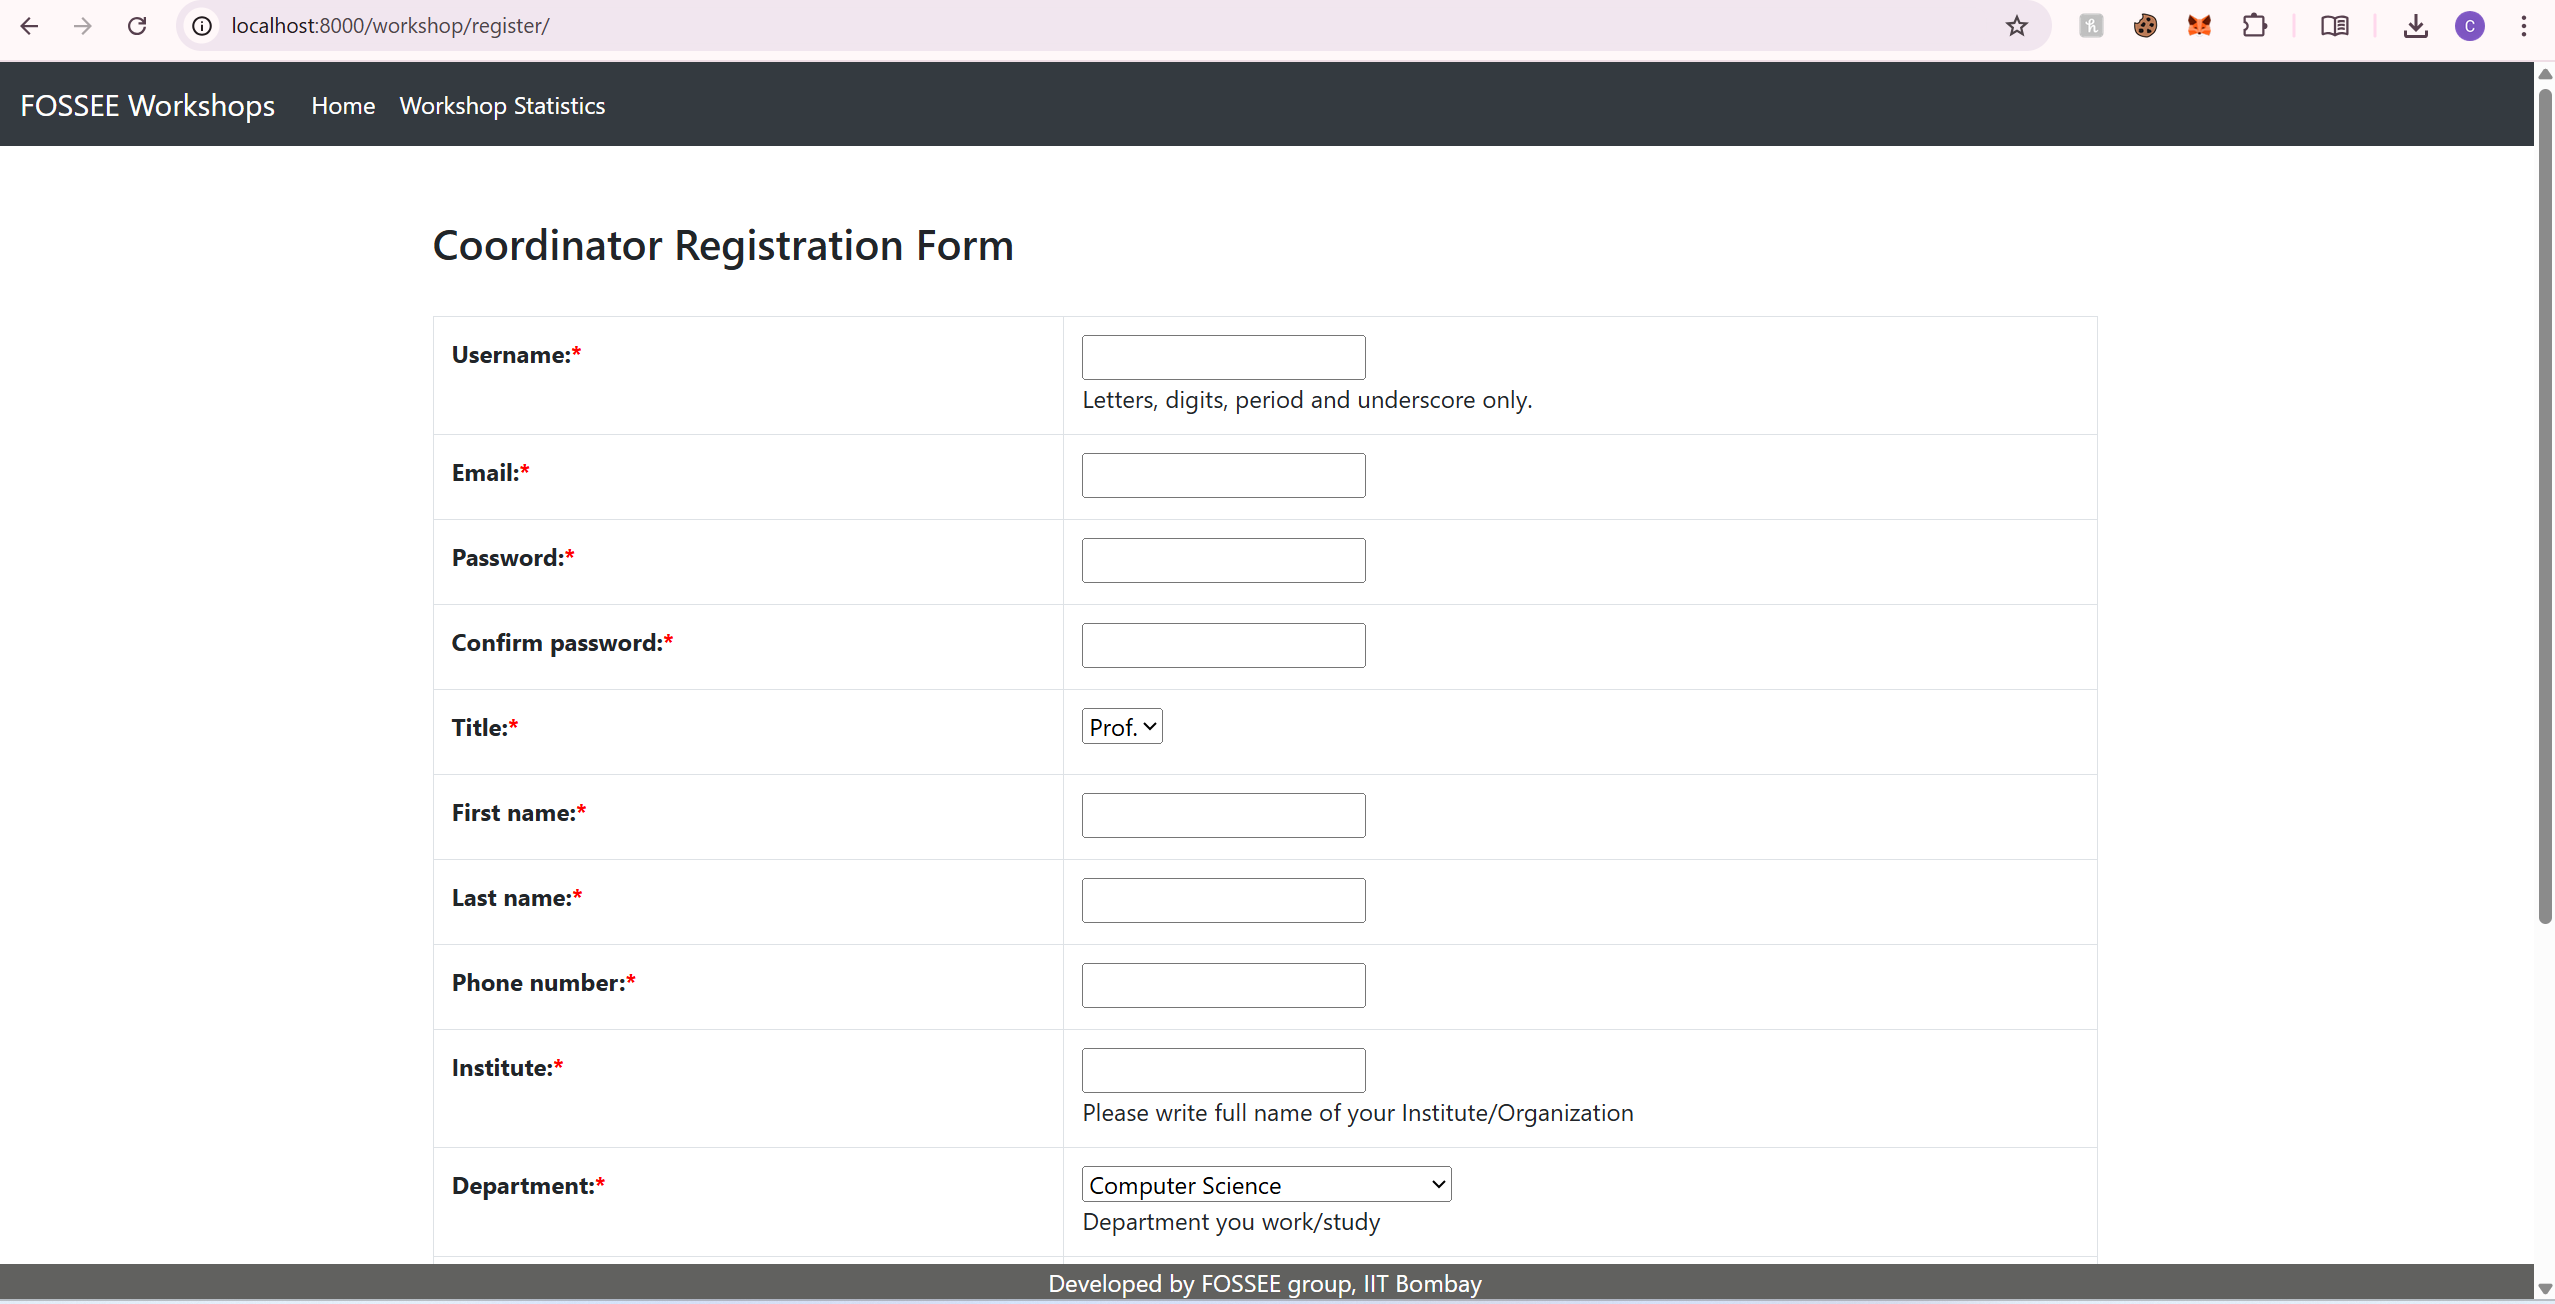 localhost:8000/workshop/register/
C
FOSSEE Workshops Home Workshop Statistics
Coordinator Registration Form
Username:*
Letters, digits, period and underscore only.
Email:*
Password:*
Confirm password:*
Title:* Prof.
First name:*
Last name:*
Phone number:*
Institute:*
Please write full name of your Institute/Organization
Department:* Computer Science
Department you work/study
Developed by FOSSEE group, IIT Bombay